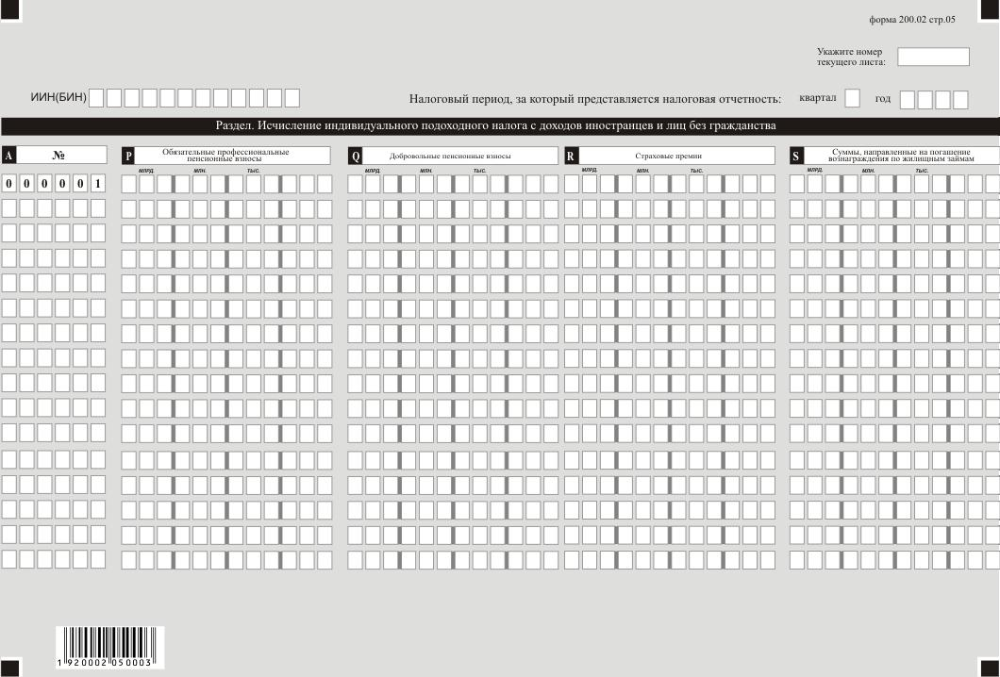 форма 200.02 стр.05
Укажите номер
текущего листа:
ИИН(БИН)
Налоговый период, за который представляется налоговая отчетность: квартал год
Раздел. Исчисление индивидуального подоходного налога с доходов иностранцев и лиц без гражданства
A №
P Обязательные профессиональные
пенсионные взносы
Q Добровольные пенсионные взносы
R Страховые премии
S Суммы, направленные на погашение
вознаграждения по жилищным займам
МЛРД. МЛН. ТЫС. МЛРД. МЛН. ТЫС. МЛРД. МЛН. ТЫС. МЛРД. МЛН. ТЫС.
0 0 0 0 0 1
1 920002 050003